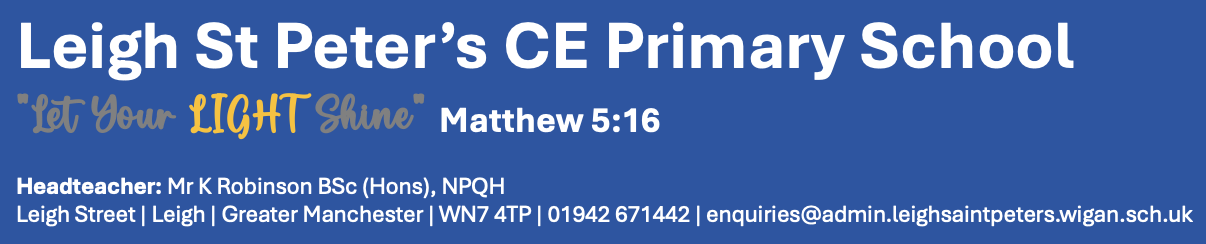 Leigh St Peter’s CE Primary School
"Let Your LIGHT Shine" Matthew 5:16
Headteacher: Mr K Robinson BSc (Hons), NPQH
Leigh Street | Leigh | Greater Manchester | WN7 4TP | 01942 671442 | enquiries@admin.leighsaintpeters.wigan.sch.uk